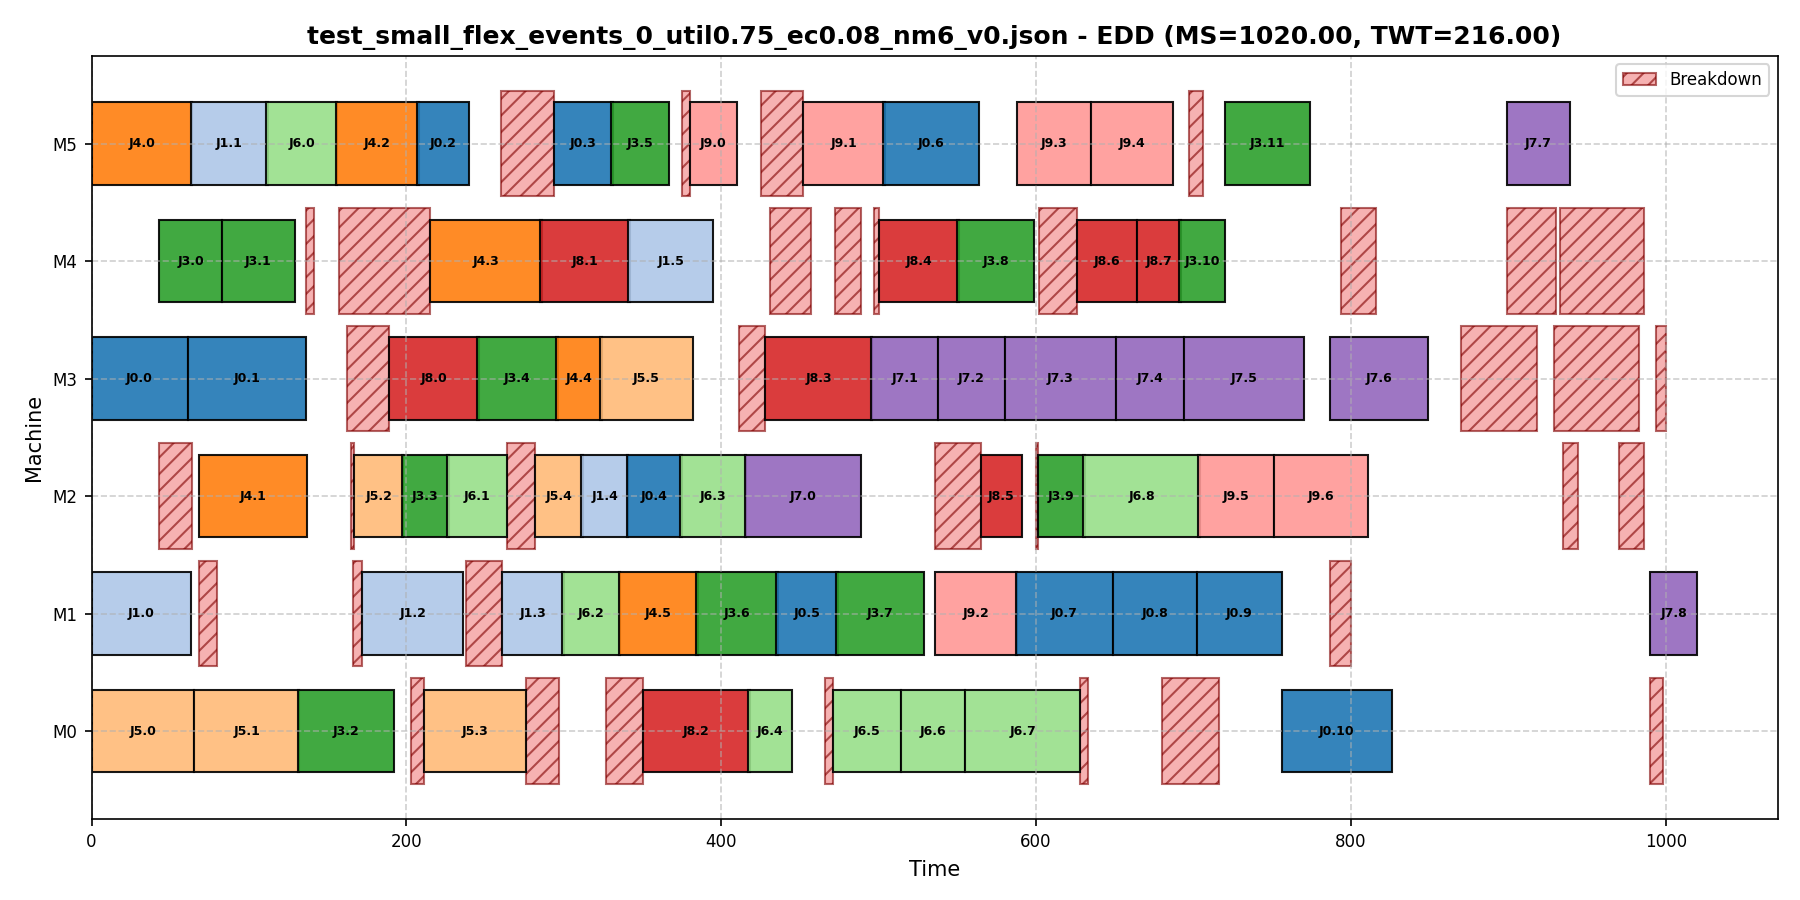 test_small_flex_events_0_util0.75_ec0.08_nm6_v0.json - EDD (MS=1020.00, TWT=216.00)
Breakdown
M5
J4.0 J1.1 J6.0 J4.2 J0.2 J0.3 J3.5 J9.0 J9.1 J0.6 J9.3 J9.4 J3.11 J7.7
M4
J3.0 J3.1 J4.3 J8.1 J1.5 J8.4 J3.8 J8.6 J8.7 J3.10
M3
J0.0 J0.1 J8.0 J3.4 J4.4 J5.5 J8.3 J7.1 J7.2 J7.3 J7.4 J7.5 J7.6
M2
J4.1 J5.2 J3.3 J6.1 J5.4 J1.4 J0.4 J6.3 J7.0 J8.5 J3.9 J6.8 J9.5 J9.6
M1
J1.0 J1.2 J1.3 J6.2 J4.5 J3.6 J0.5 J3.7 J9.2 J0.7 J0.8 J0.9 J7.8
M0
J5.0 J5.1 J3.2 J5.3 J8.2 J6.4 J6.5 J6.6 J6.7 J0.10
Machine
0 200 400 600 800 1000
Time